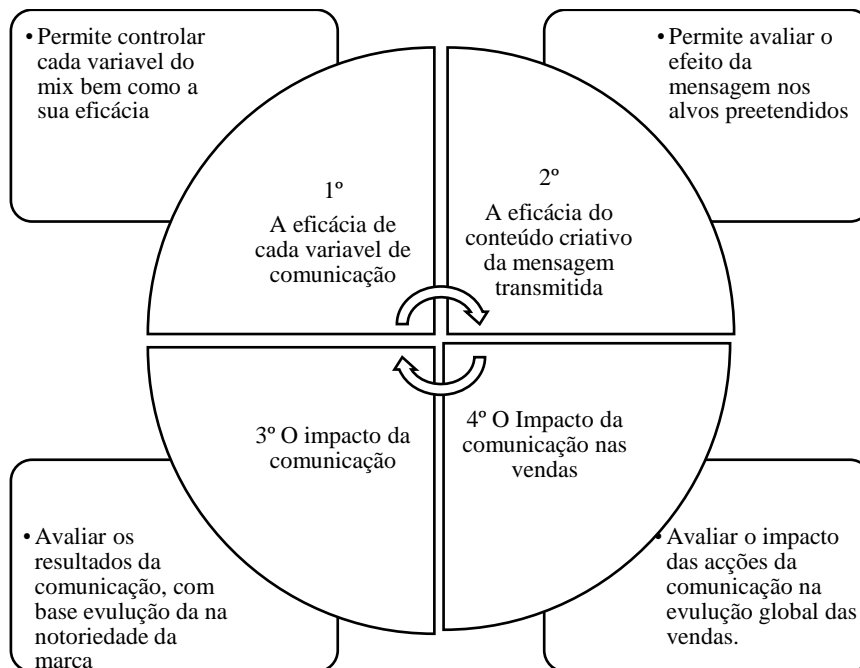 • Permite controlar
cada variavel do
mix bem como a
sua eficácia
• Permite avaliar o
efeito da
mensagem nos
alvos preetendidos
1º
A eficácia de
cada variavel de
comunicação
2º
A eficácia do
conteúdo criativo
da mensagem
transmitida
3º O impacto da
comunicação
4º O Impacto da
comunicação nas
vendas
• Avaliar os
resultados da
comunicação, com
base evulução da na
notoriedade da
marca
• Avaliar o impacto
das acções da
comunicação na
evulução global das
vendas.